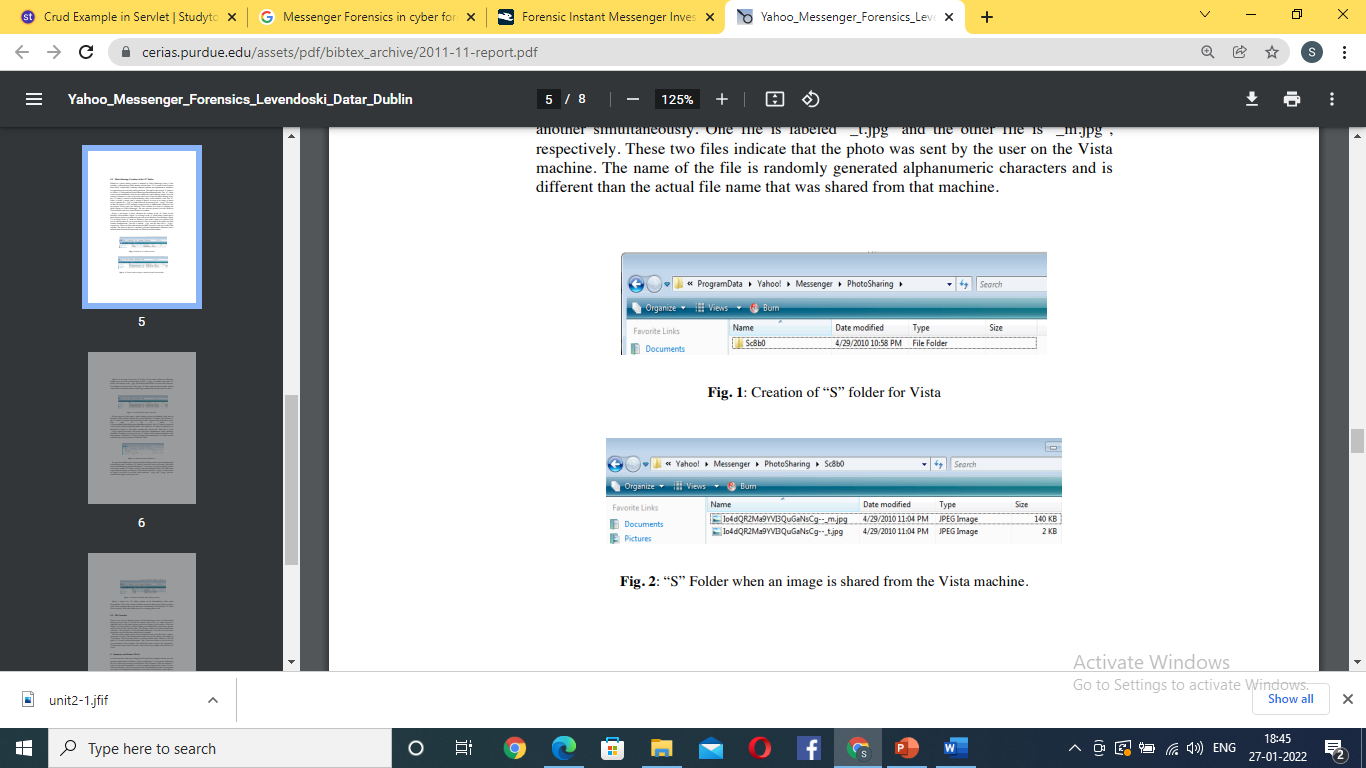 Crud Example in Servlet | Studyto
Messenger Forensics in cyber for
Forensic Instant Messenger Inves
Yahoo_Messenger_Forensics_Leve
cerias.purdue.edu/assets/pdf/bibtex_archive/2011-11-report.pdf
S
Yahoo_Messenger_Forensics_Levendoski_Datar_Dublin
5 / 8
125%
5
6
another simultaneously. One file is labeled "_t.jpg" and the other file is "_m.jpg",
respectively. These two files indicate that the photo was sent by the user on the Vista
machine. The name of the file is randomly generated alphanumeric characters and is
different than the actual file name that was shared from that machine.
« ProgramData Yahoo! Messenger PhotoSharing
Search
Organize Views Burn
Favorite Links
Documents
Name Date modified Type Size
Sc8b0 4/29/2010 10:58 PM File Folder
Fig. 1: Creation of “S” folder for Vista
« Yahoo! Messenger PhotoSharing Sc8b0
Search
Organize Views Burn
Favorite Links
Documents
Pictures
Name Date modified Type Size
Io4dQR2Ma9YVI3QuGaNsCg--_m.jpg 4/29/2010 11:04 PM JPEG Image 140 KB
Io4dQR2Ma9YVI3QuGaNsCg--_t.jpg 4/29/2010 11:04 PM JPEG Image 2 KB
Fig. 2: “S” Folder when an image is shared from the Vista machine.
Activate Windows
Go to Settings to activate Windows.
unit2-1.jfif
Show all
Type here to search
ENG
18:45
27-01-2022
2